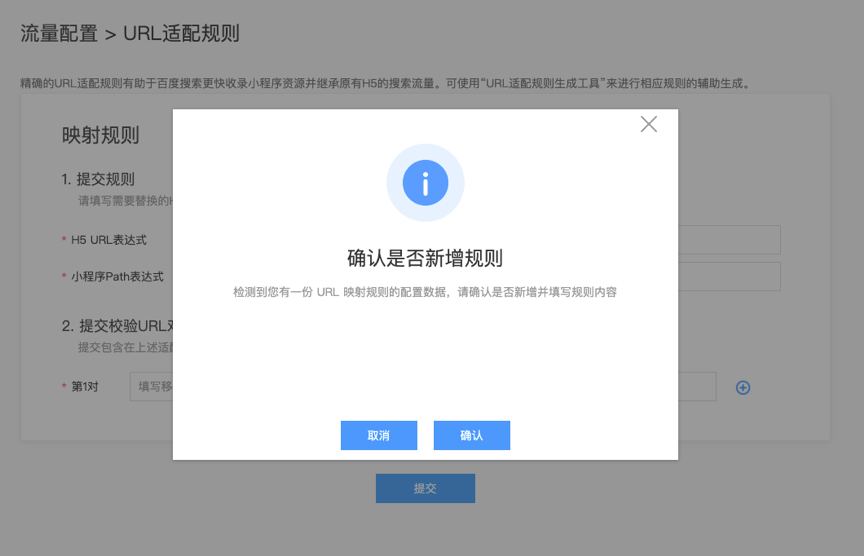 流量配置 > URL适配规则
精确的URL适配规则有助于百度搜索更快收录小程序资源并继承原有H5的搜索流量。可使用“URL适配规则生成工具”来进行相应规则的辅助生成。
映射规则
1. 提交规则
请填写需要替换的H
* H5 URL表达式
* 小程序Path表达式
2. 提交校验URL对
提交包含在上述适配
* 第1对
填写移
确认是否新增规则
检测到您有一份 URL 映射规则的配置数据，请确认是否新增并填写规则内容
取消
确认
提交